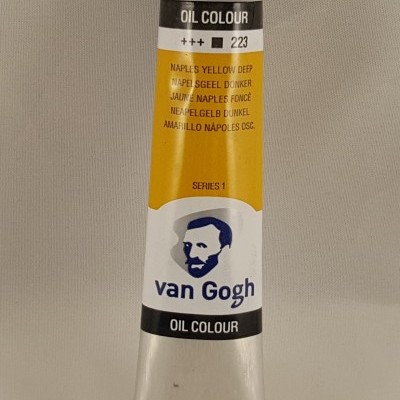 OIL COLOUR
+++ ■ 223
NAPLES YELLOW DEEP
NAPELSGEEL DONKER
JAUNE NAPLES FONCÉ
NEAPELGELB DUNKEL
AMARILLO NÁPOLES OSC.
SERIES 1
van Gogh
OIL COLOUR